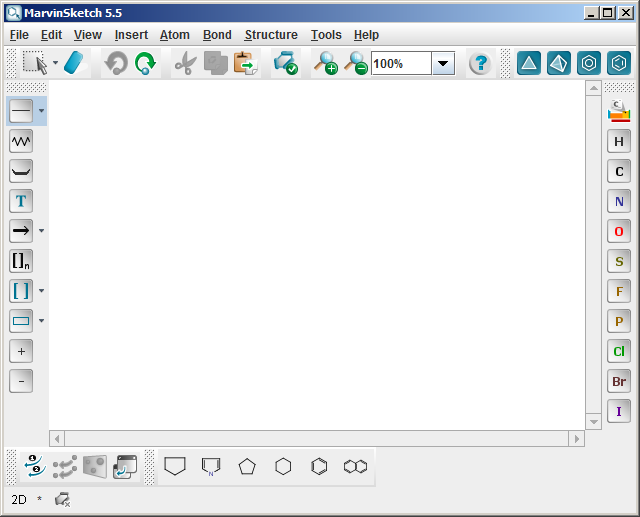 MarvinSketch 5.5
File Edit View Insert Atom Bond Structure Tools Help
100%
?
H
C
T
N
O
[]n
S
[ ]
F
P
+
Cl
-
Br
I
N
2D *